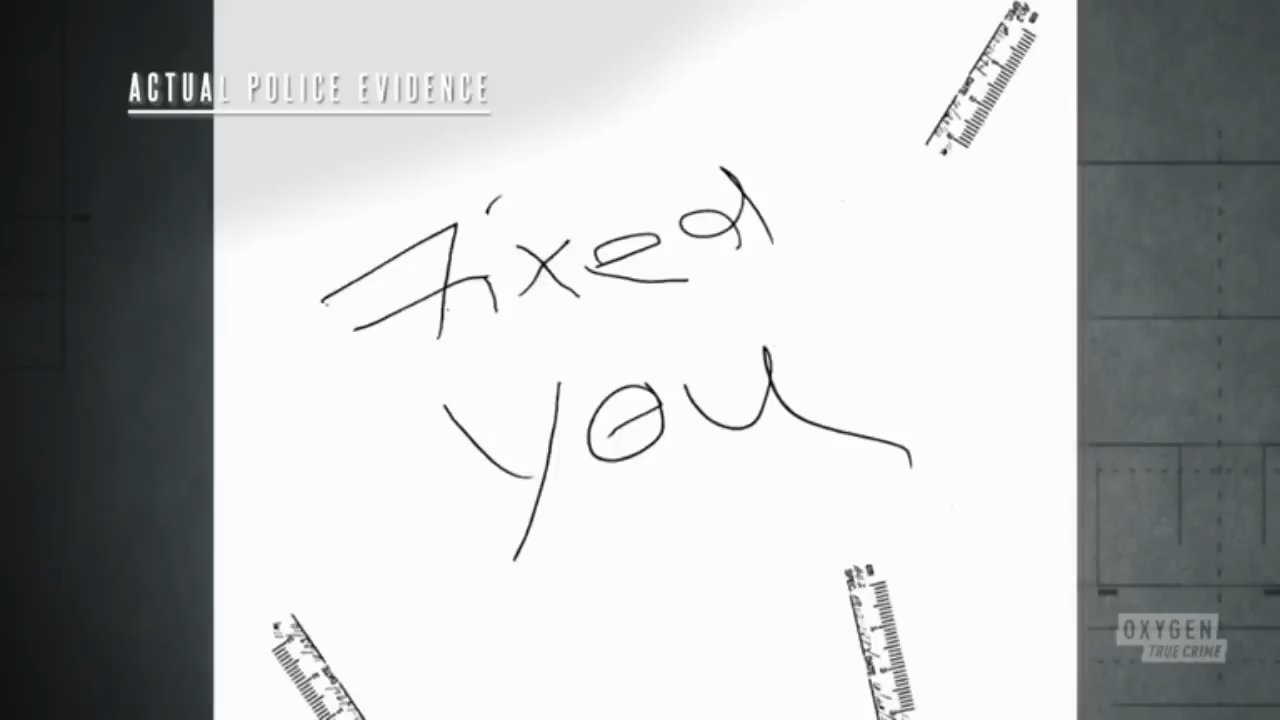 ACTUAL POLICE EVIDENCE
Fixed
you
OXYGEN
TRUE CRIME